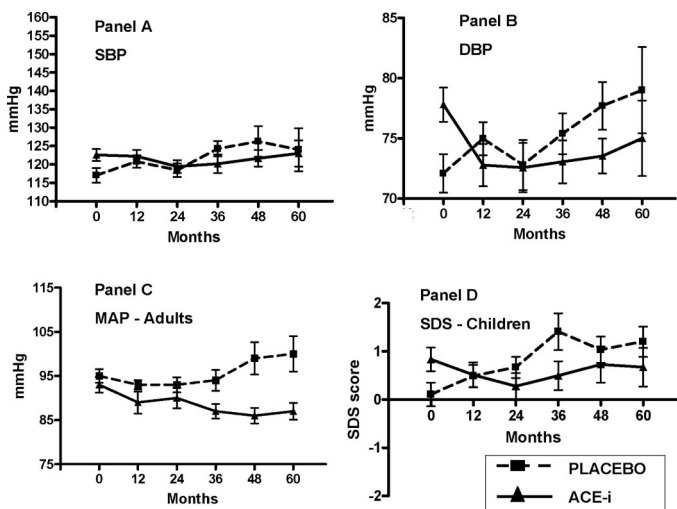 Panel A
SBP
mmHg
160
155
150
145
140
135
130
125
120
115
110
0 12 24 36 48 60
Months
Panel B
DBP
mmHg
80
75
70
0 12 24 36 48 60
Months
Panel C
MAP - Adults
mmHg
115
105
95
85
75
0 12 24 36 48 60
Months
Panel D
SDS - Children
SDS score
2
1
0
-1
-2
0 12 24 36 48 60
Months
PLACEBO
ACE-i